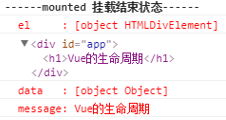 ------mounted 挂载结束状态------
el     : [object HTMLDivElement]
▼<div id="app">
<h1>Vue的生命周期</h1>
</div>
data   : [object Object]
message: Vue的生命周期